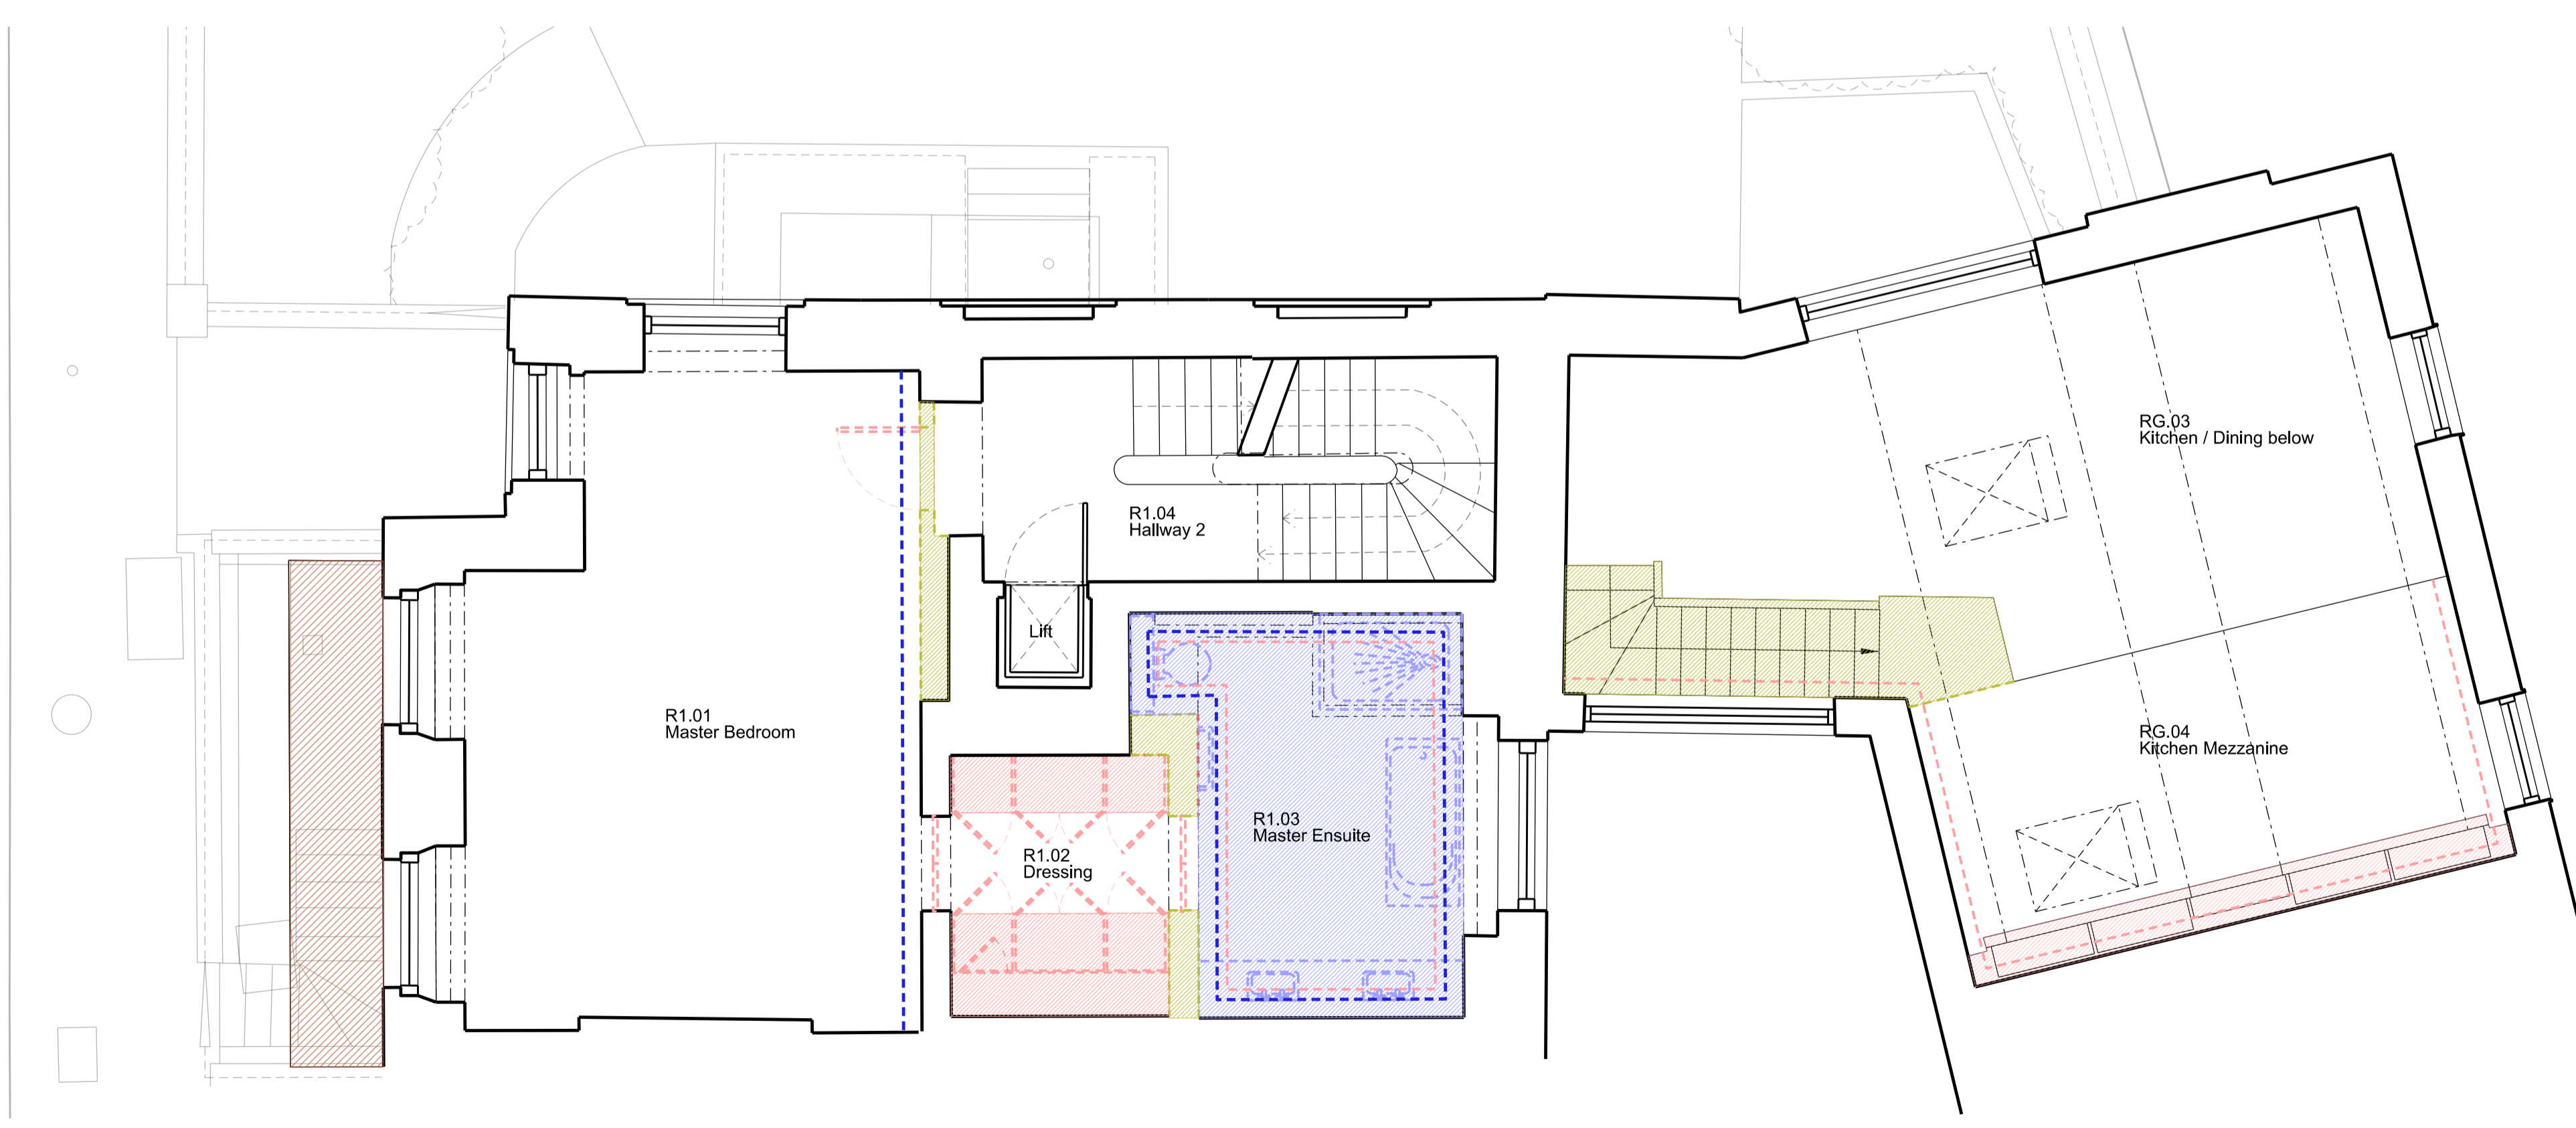 RG.03
Kitchen / Dining below
R1.04
Hallway 2
Lift
R1.01
Master Bedroom
RG.04
Kitchen Mezzanine
R1.03
Master Ensuite
R1.02
Dressing